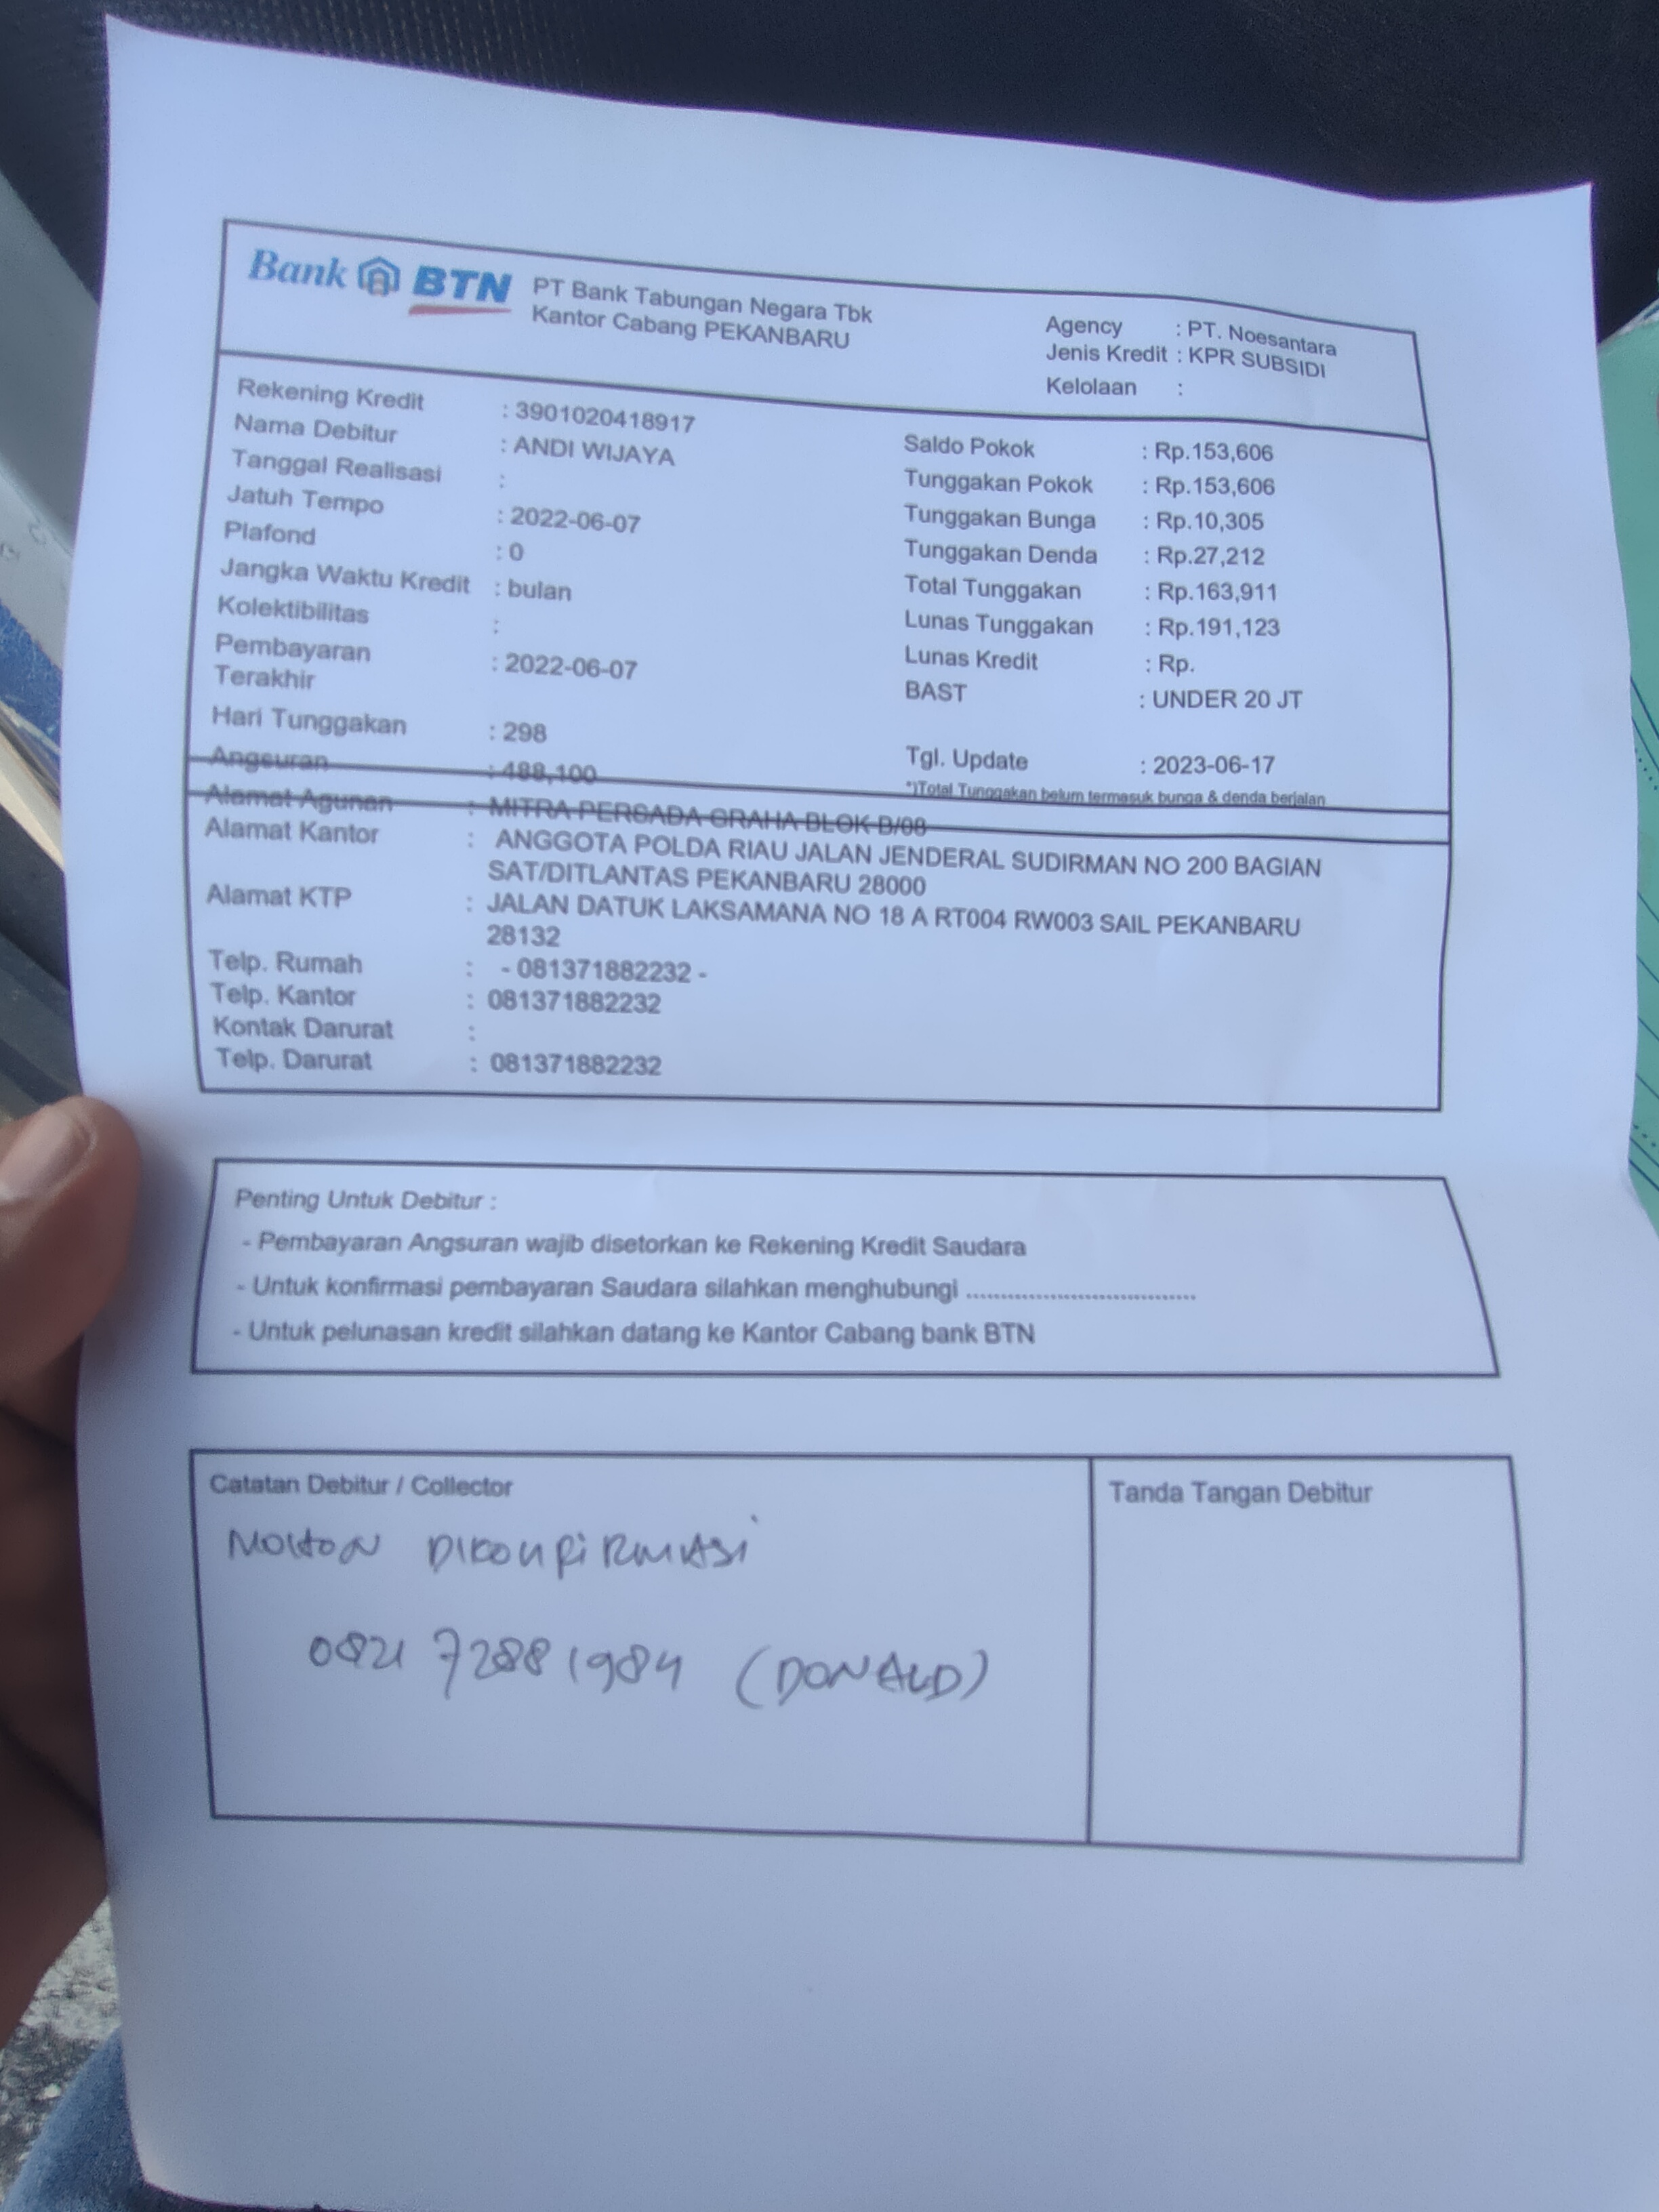 Bank BTN PT Bank Tabungan Negara Tbk
Kantor Cabang PEKANBARU
Agency : PT. Noesantara
Jenis Kredit : KPR SUBSIDI
Kelolaan :
Rekening Kredit : 3901020418917
Nama Debitur : ANDI WIJAYA
Tanggal Realisasi :
Jatuh Tempo : 2022-06-07
Plafond : 0
Jangka Waktu Kredit : bulan
Kolektibilitas :
Pembayaran Terakhir : 2022-06-07
Hari Tunggakan : 298
Angsuran : 488,100
Saldo Pokok : Rp.153,606
Tunggakan Pokok : Rp.153,606
Tunggakan Bunga : Rp.10,305
Tunggakan Denda : Rp.27,212
Total Tunggakan : Rp.163,911
Lunas Tunggakan : Rp.191,123
Lunas Kredit : Rp.
BAST : UNDER 20 JT
Tgl. Update : 2023-06-17
*)Total Tunggakan belum termasuk bunga & denda berjalan
Alamat Agunan : MITRA PERSADA GRAHA BLOK B/08
Alamat Kantor : ANGGOTA POLDA RIAU JALAN JENDERAL SUDIRMAN NO 200 BAGIAN
SAT/DITLANTAS PEKANBARU 28000
Alamat KTP : JALAN DATUK LAKSAMANA NO 18 A RT004 RW003 SAIL PEKANBARU
28132
Telp. Rumah : - 081371882232 -
Telp. Kantor : 081371882232
Kontak Darurat :
Telp. Darurat : 081371882232
Penting Untuk Debitur :
- Pembayaran Angsuran wajib disetorkan ke Rekening Kredit Saudara
- Untuk konfirmasi pembayaran Saudara silahkan menghubungi .................................
- Untuk pelunasan kredit silahkan datang ke Kantor Cabang bank BTN
Catatan Debitur / Collector
MOHON DIKONFIRMASI
0821 7288 1984 (DONALD)
Tanda Tangan Debitur